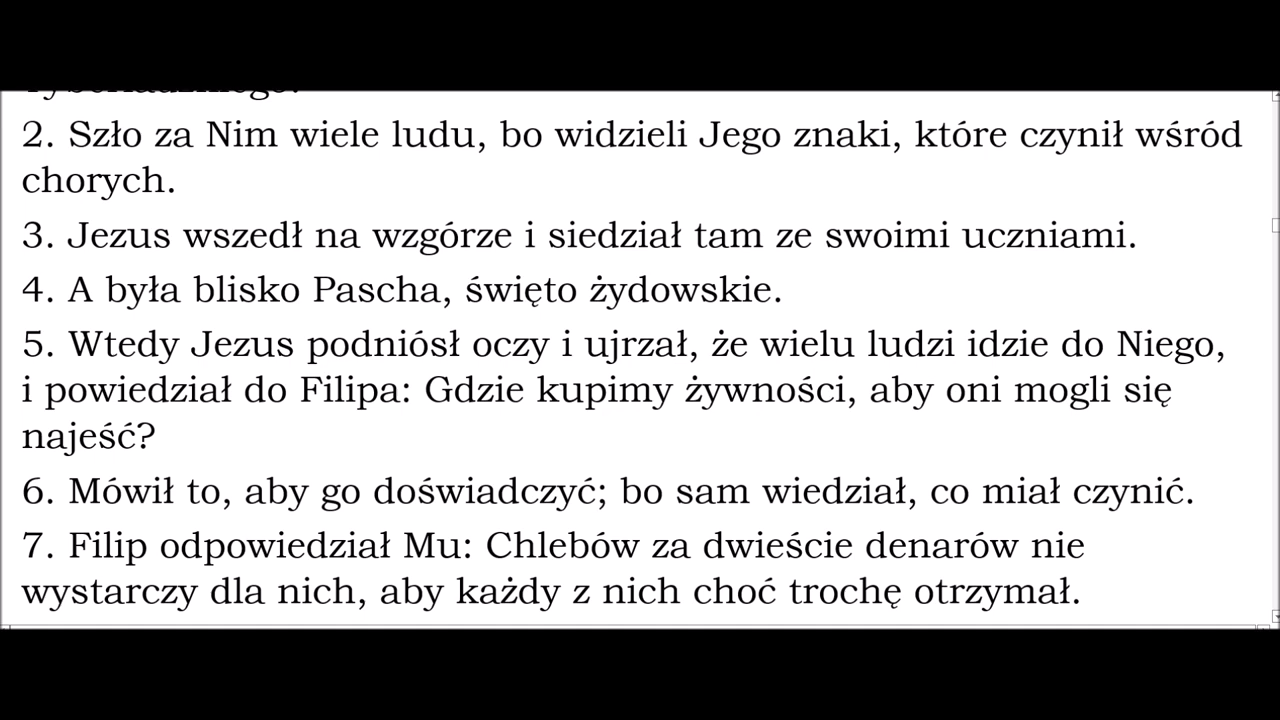 2. Szło za Nim wiele ludu, bo widzieli Jego znaki, które czynił wśród
chorych.
3. Jezus wszedł na wzgórze i siedział tam ze swoimi uczniami.
4. A była blisko Pascha, święto żydowskie.
5. Wtedy Jezus podniósł oczy i ujrzał, że wielu ludzi idzie do Niego,
i powiedział do Filipa: Gdzie kupimy żywności, aby oni mogli się
najeść?
6. Mówił to, aby go doświadczyć; bo sam wiedział, co miał czynić.
7. Filip odpowiedział Mu: Chlebów za dwieście denarów nie
wystarczy dla nich, aby każdy z nich choć trochę otrzymał.